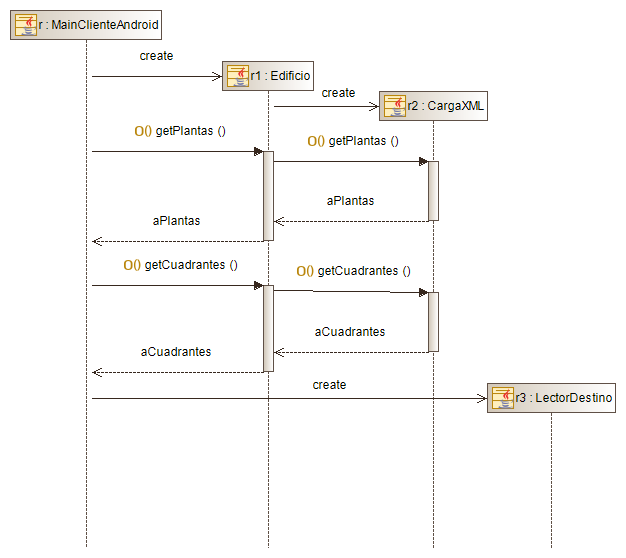 r : MainClienteAndroid
create
r1 : Edificio
create
r2 : CargaXML
O() getPlantas ()
O() getPlantas ()
aPlantas
aPlantas
O() getCuadrantes ()
O() getCuadrantes ()
aCuadrantes
aCuadrantes
create
r3 : LectorDestino